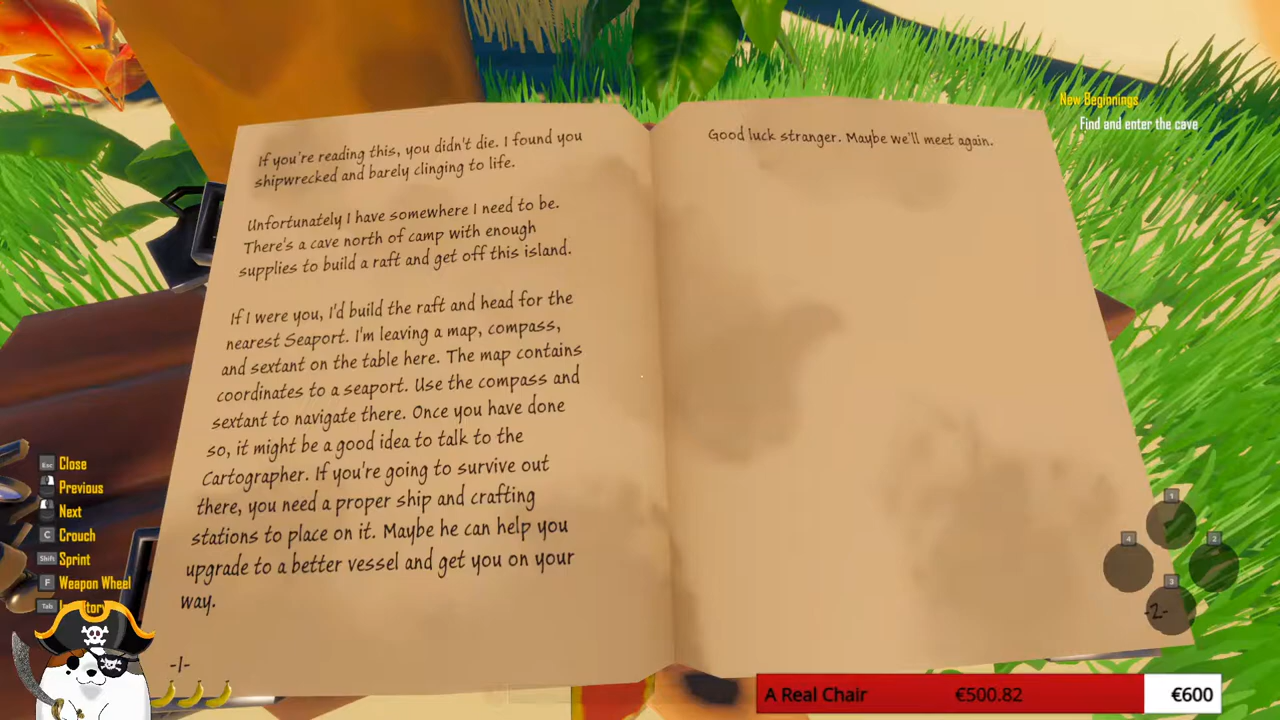 If you're reading this, you didn't die. I found you
shipwrecked and barely clinging to life.
Unfortunately I have somewhere I need to be.
There's a cave north of camp with enough
supplies to build a raft and get off this island.
If I were you, I'd build the raft and head for the
nearest Seaport. I'm leaving a map, compass,
and sextant on the table here. The map contains
coordinates to a seaport. Use the compass and
sextant to navigate there. Once you have done
so, it might be a good idea to talk to the
Cartographer. If you're going to survive out
there, you need a proper ship and crafting
stations to place on it. Maybe he can help you
upgrade to a better vessel and get you on your
way.
-1-
Good luck stranger. Maybe we'll meet again.
-2-
New Beginnings
Find and enter the cave
Esc Close
Previous
Next
C Crouch
Shift Sprint
F Weapon Wheel
Tab
1
4
2
3
A Real Chair €500.82 €600